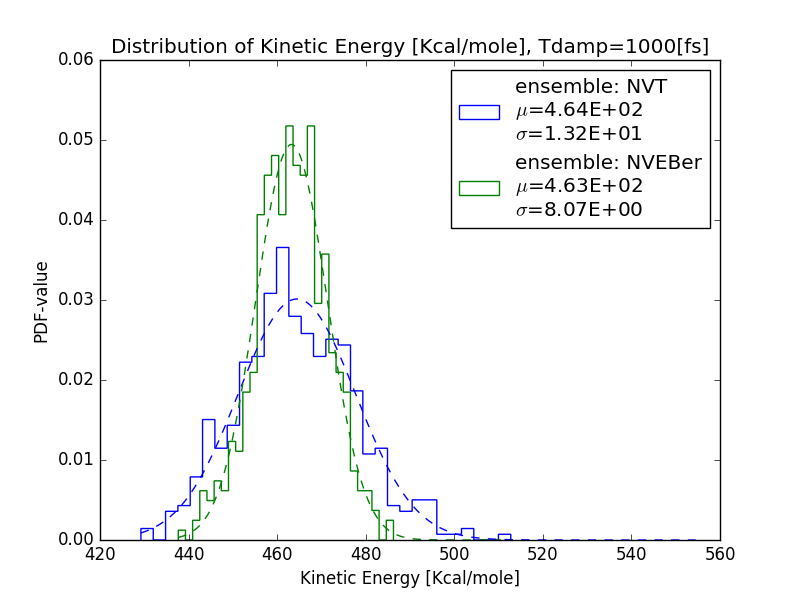 Distribution of Kinetic Energy [Kcal/mole], Tdamp=1000[fs]
0.06
0.05
0.04
0.03
0.02
0.01
0.00
PDF-value
ensemble: NVT
μ=4.64E+02
σ=1.32E+01
ensemble: NVEBer
μ=4.63E+02
σ=8.07E+00
420 440 460 480 500 520 540 560
Kinetic Energy [Kcal/mole]